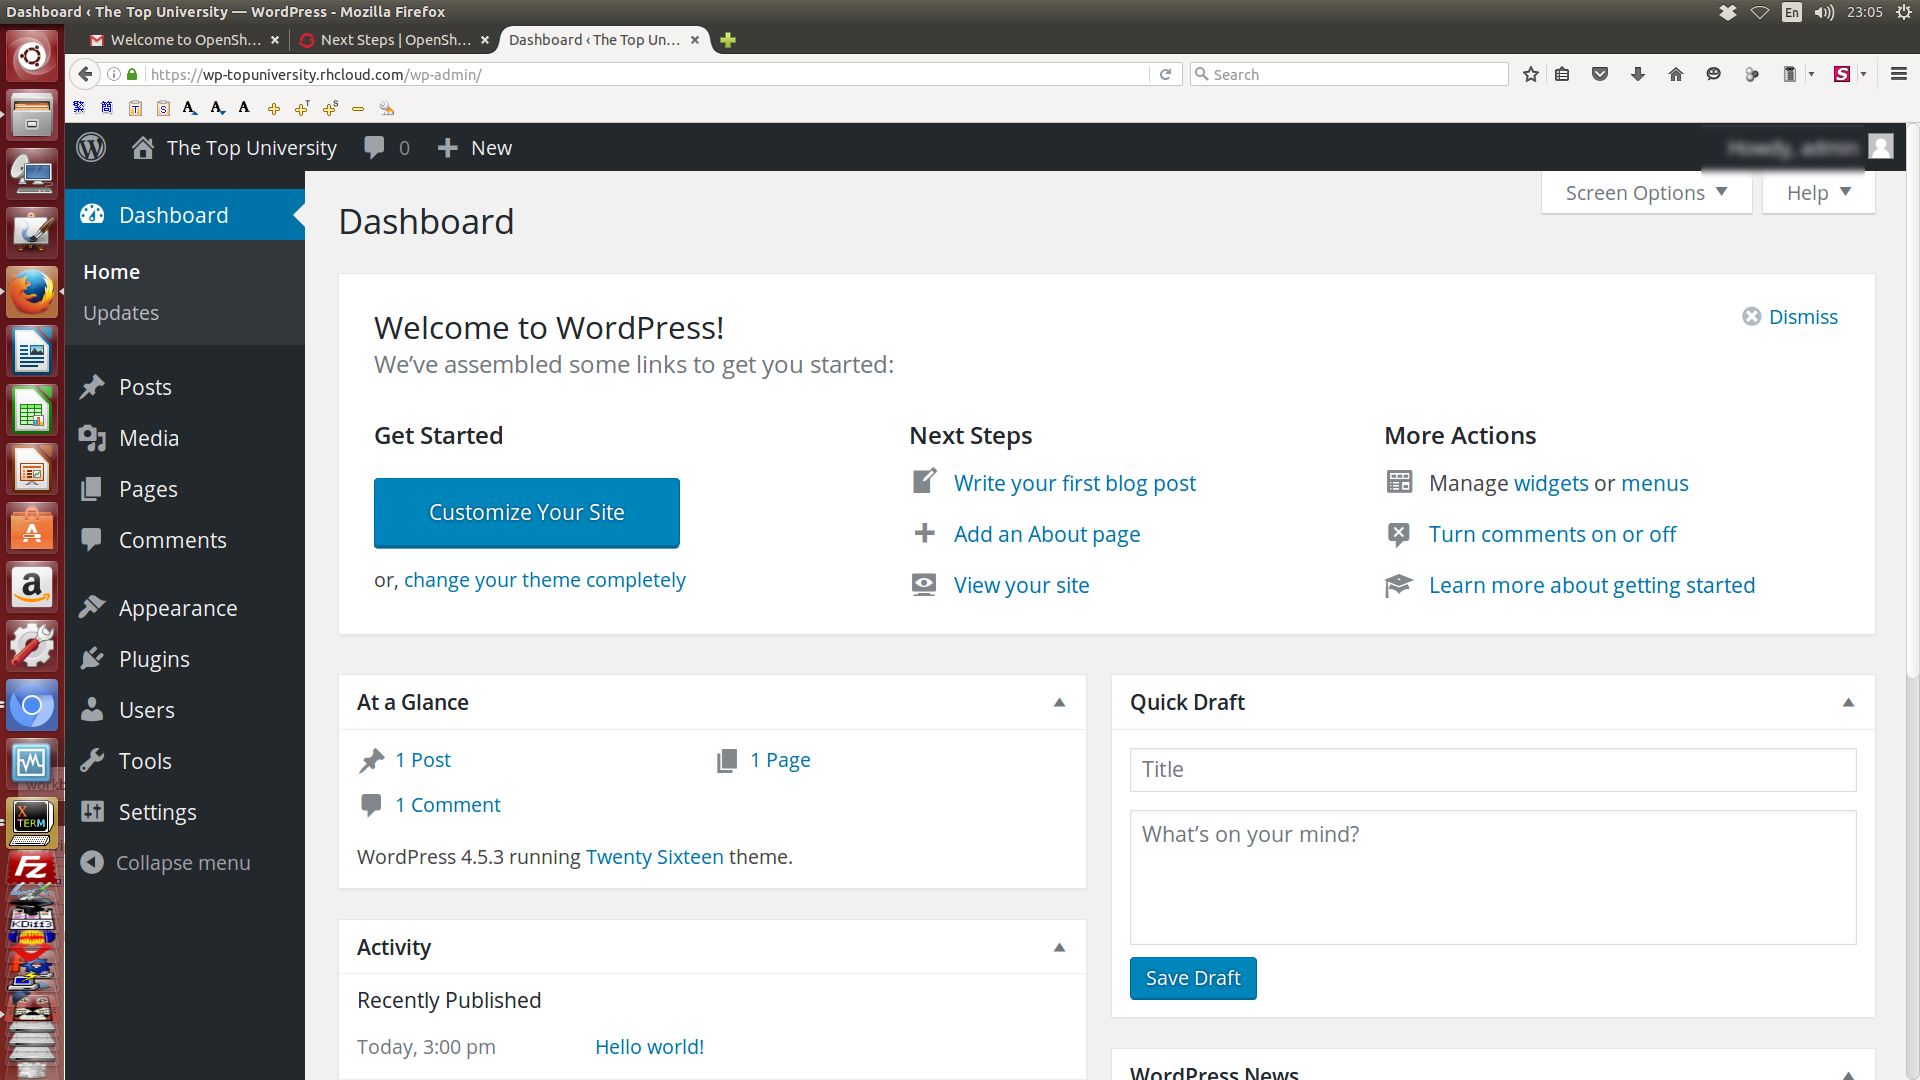 Dashboard ‹ The Top University — WordPress - Mozilla Firefox
En
23:05
Welcome to OpenSh...
Next Steps | OpenSh...
Dashboard ‹ The Top Un...
https://wp-topuniversity.rhcloud.com/wp-admin/
Search
The Top University
0
New
Howdy, admin
Screen Options
Help
Dashboard
Home
Updates
Posts
Media
Pages
Comments
Appearance
Plugins
Users
Tools
Settings
Collapse menu
Dashboard
Welcome to WordPress!
We’ve assembled some links to get you started:
Dismiss
Get Started
Customize Your Site
or, change your theme completely
Next Steps
Write your first blog post
Add an About page
View your site
More Actions
Manage widgets or menus
Turn comments on or off
Learn more about getting started
At a Glance
1 Post
1 Page
1 Comment
WordPress 4.5.3 running Twenty Sixteen theme.
Activity
Recently Published
Today, 3:00 pm
Hello world!
Quick Draft
Title
What’s on your mind?
Save Draft
WordPress News
X
TERM
FZ
KDiff3